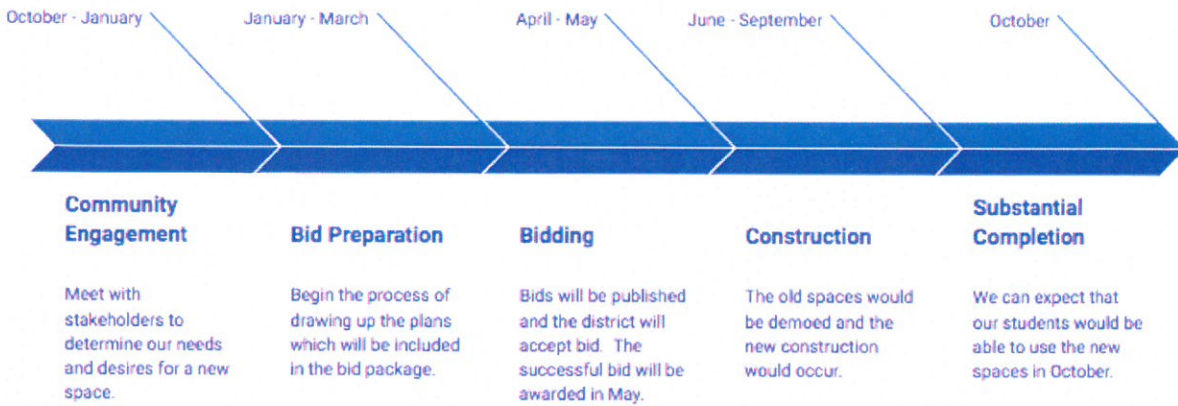 October - January
January - March
April - May
June - September
October
Community
Engagement
Meet with
stakeholders to
determine our needs
and desires for a new
space.
Bid Preparation
Begin the process of
drawing up the plans
which will be included
in the bid package.
Bidding
Bids will be published
and the district will
accept bid. The
successful bid will be
awarded in May.
Construction
The old spaces would
be demoed and the
new construction
would occur.
Substantial
Completion
We can expect that
our students would be
able to use the new
spaces in October.